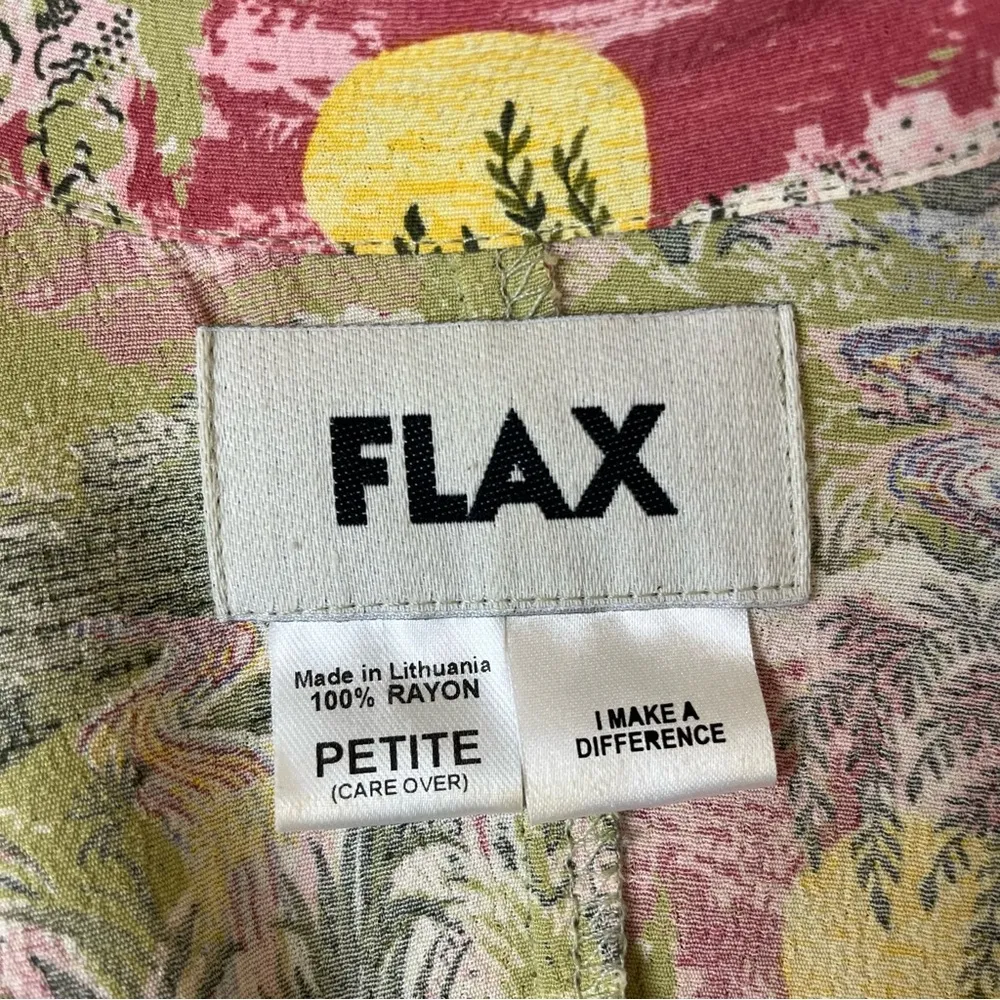 FLAX
Made in Lithuania
100% RAYON
PETITE
(CARE OVER)
I MAKE A
DIFFERENCE